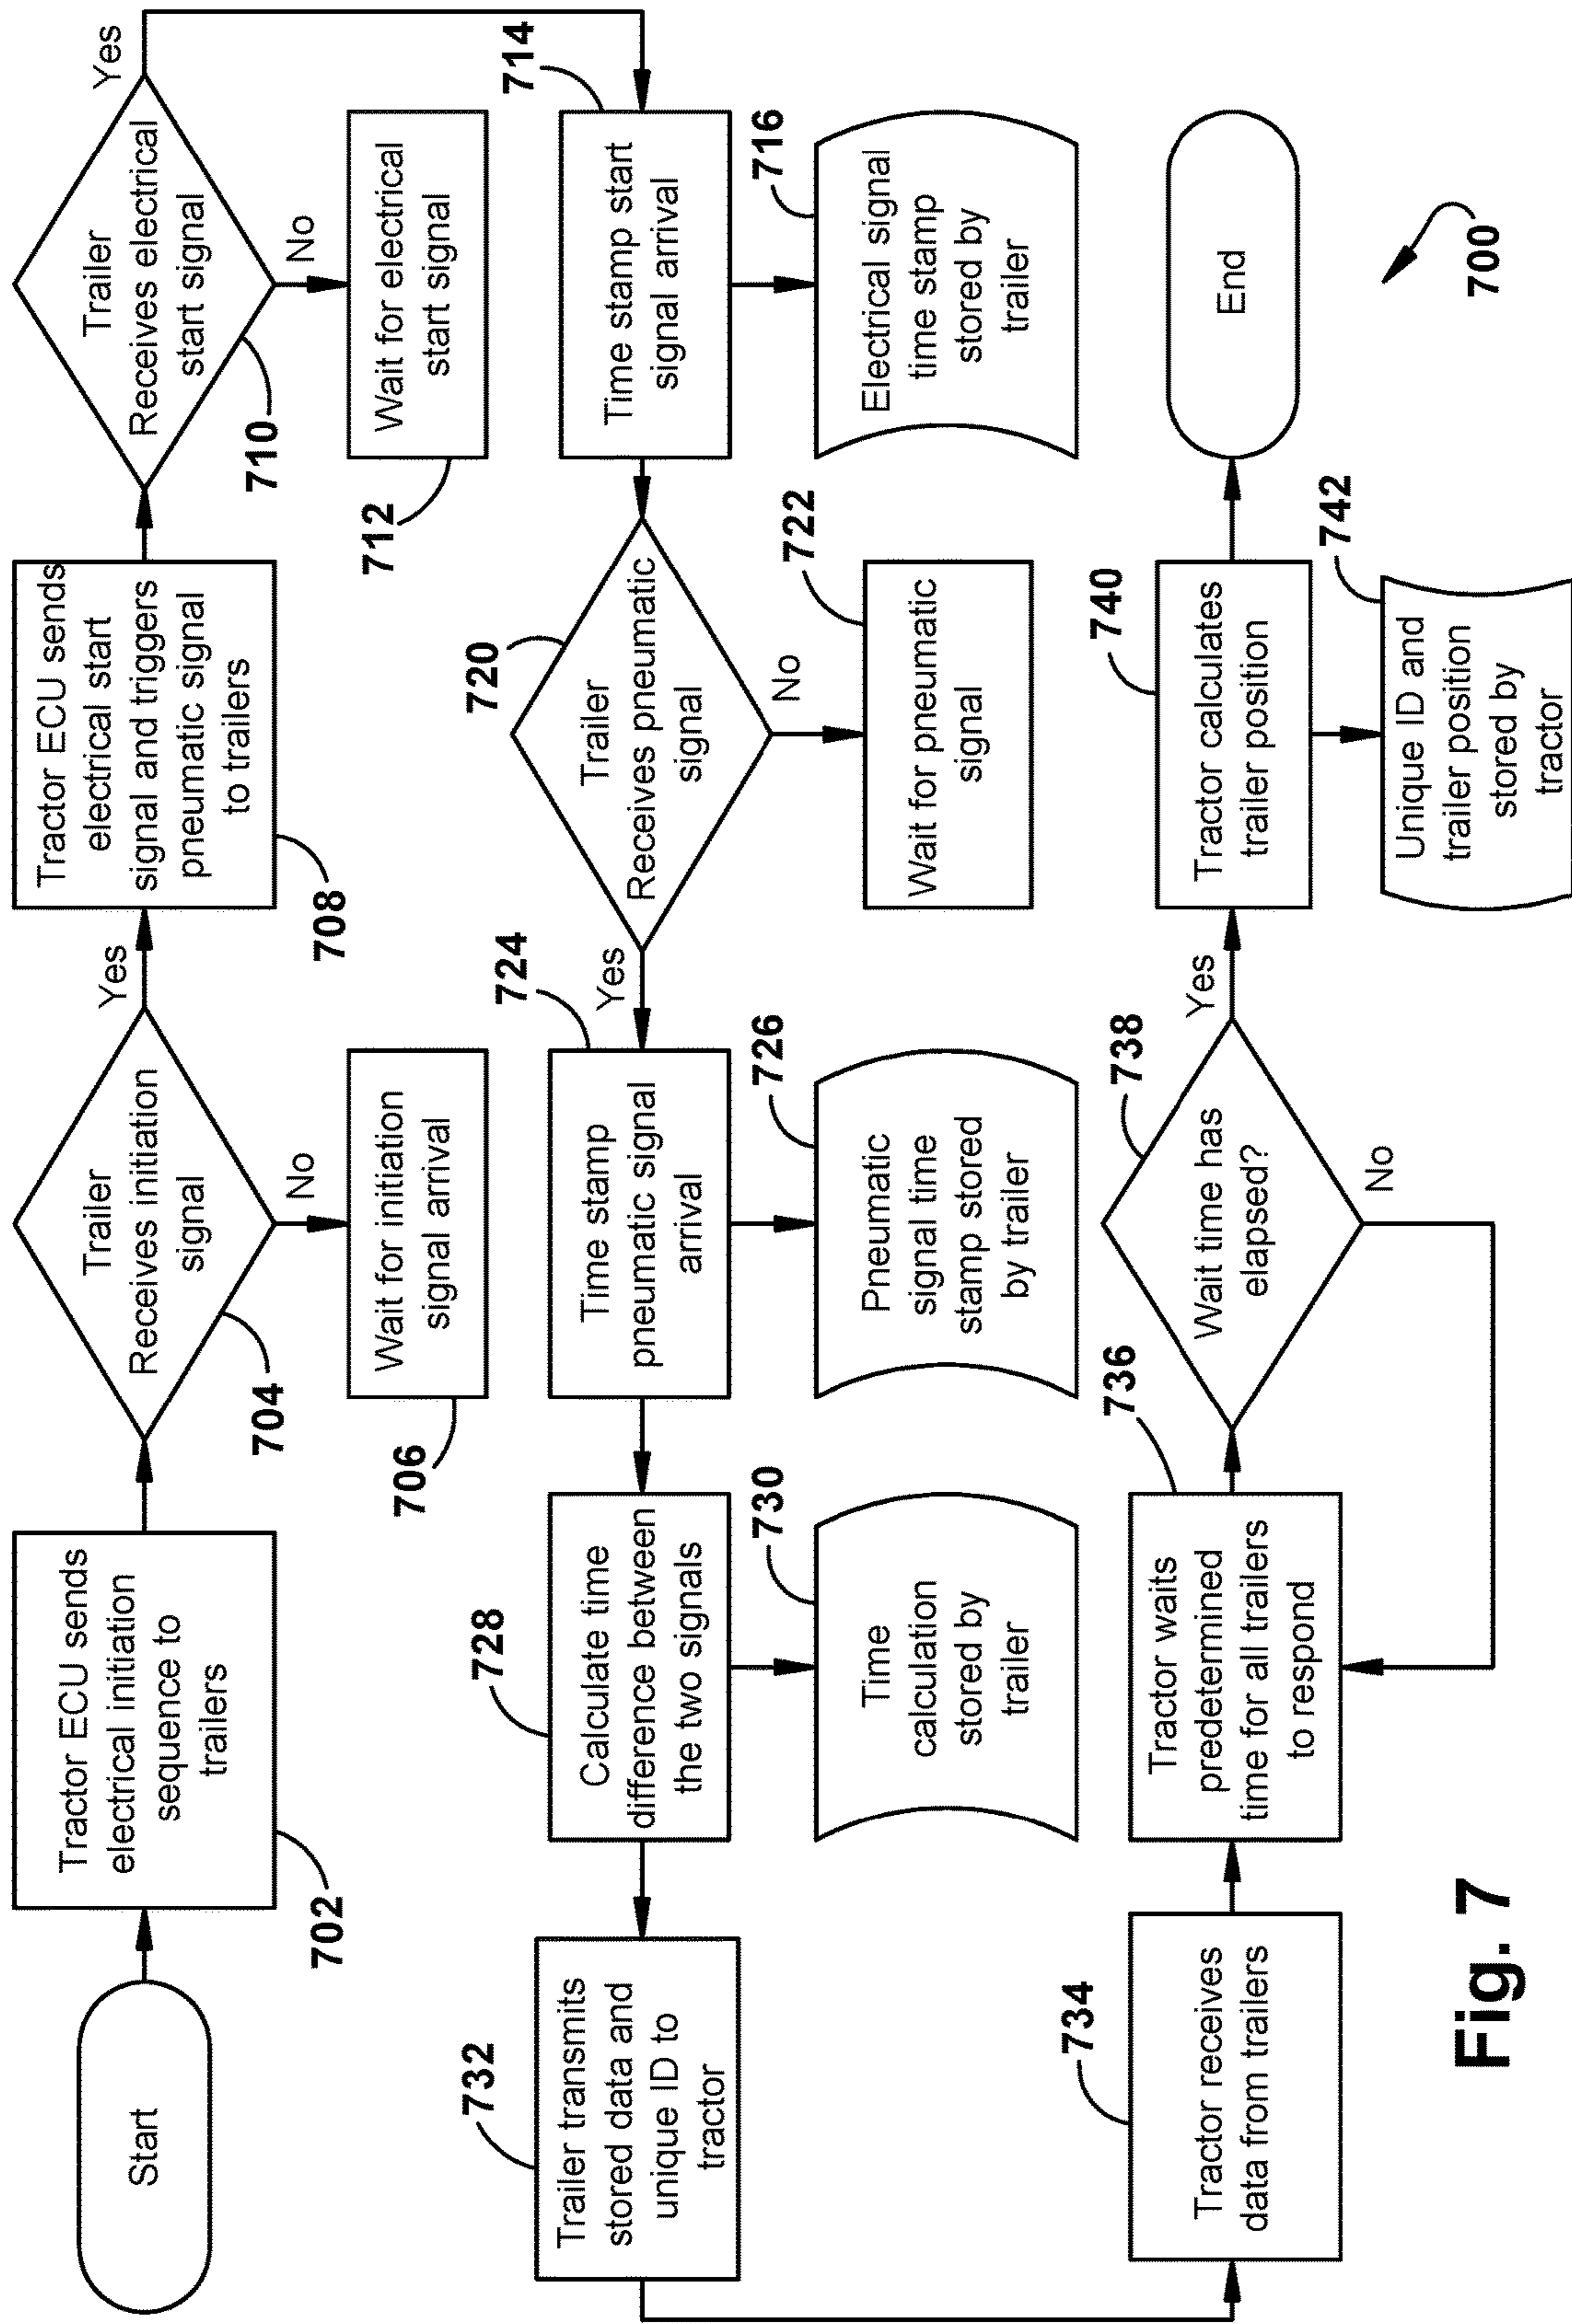 Start
Tractor ECU sends
electrical initiation
sequence to
trailers
702
Trailer
Receives initiation
signal
704
Yes
No
Wait for initiation
signal arrival
706
Tractor ECU sends
electrical start
signal and triggers
pneumatic signal
to trailers
708
Trailer
Receives electrical
start signal
710
Yes
No
Wait for electrical
start signal
712
Time stamp start
signal arrival
714
Electrical signal
time stamp
stored by
trailer
716
Trailer
Receives pneumatic
signal
720
No
Wait for pneumatic
signal
722
Yes
Time stamp
pneumatic signal
arrival
724
Pneumatic
signal time
stamp stored
by trailer
726
Calculate time
difference between
the two signals
728
Time
calculation
stored by
trailer
730
Trailer transmits
stored data and
unique ID to
tractor
732
Tractor receives
data from trailers
734
Tractor waits
predetermined
time for all trailers
to respond
736
Wait time has
elapsed?
738
No
Yes
Tractor calculates
trailer position
740
Unique ID and
trailer position
stored by
tractor
742
End
700
Fig. 7